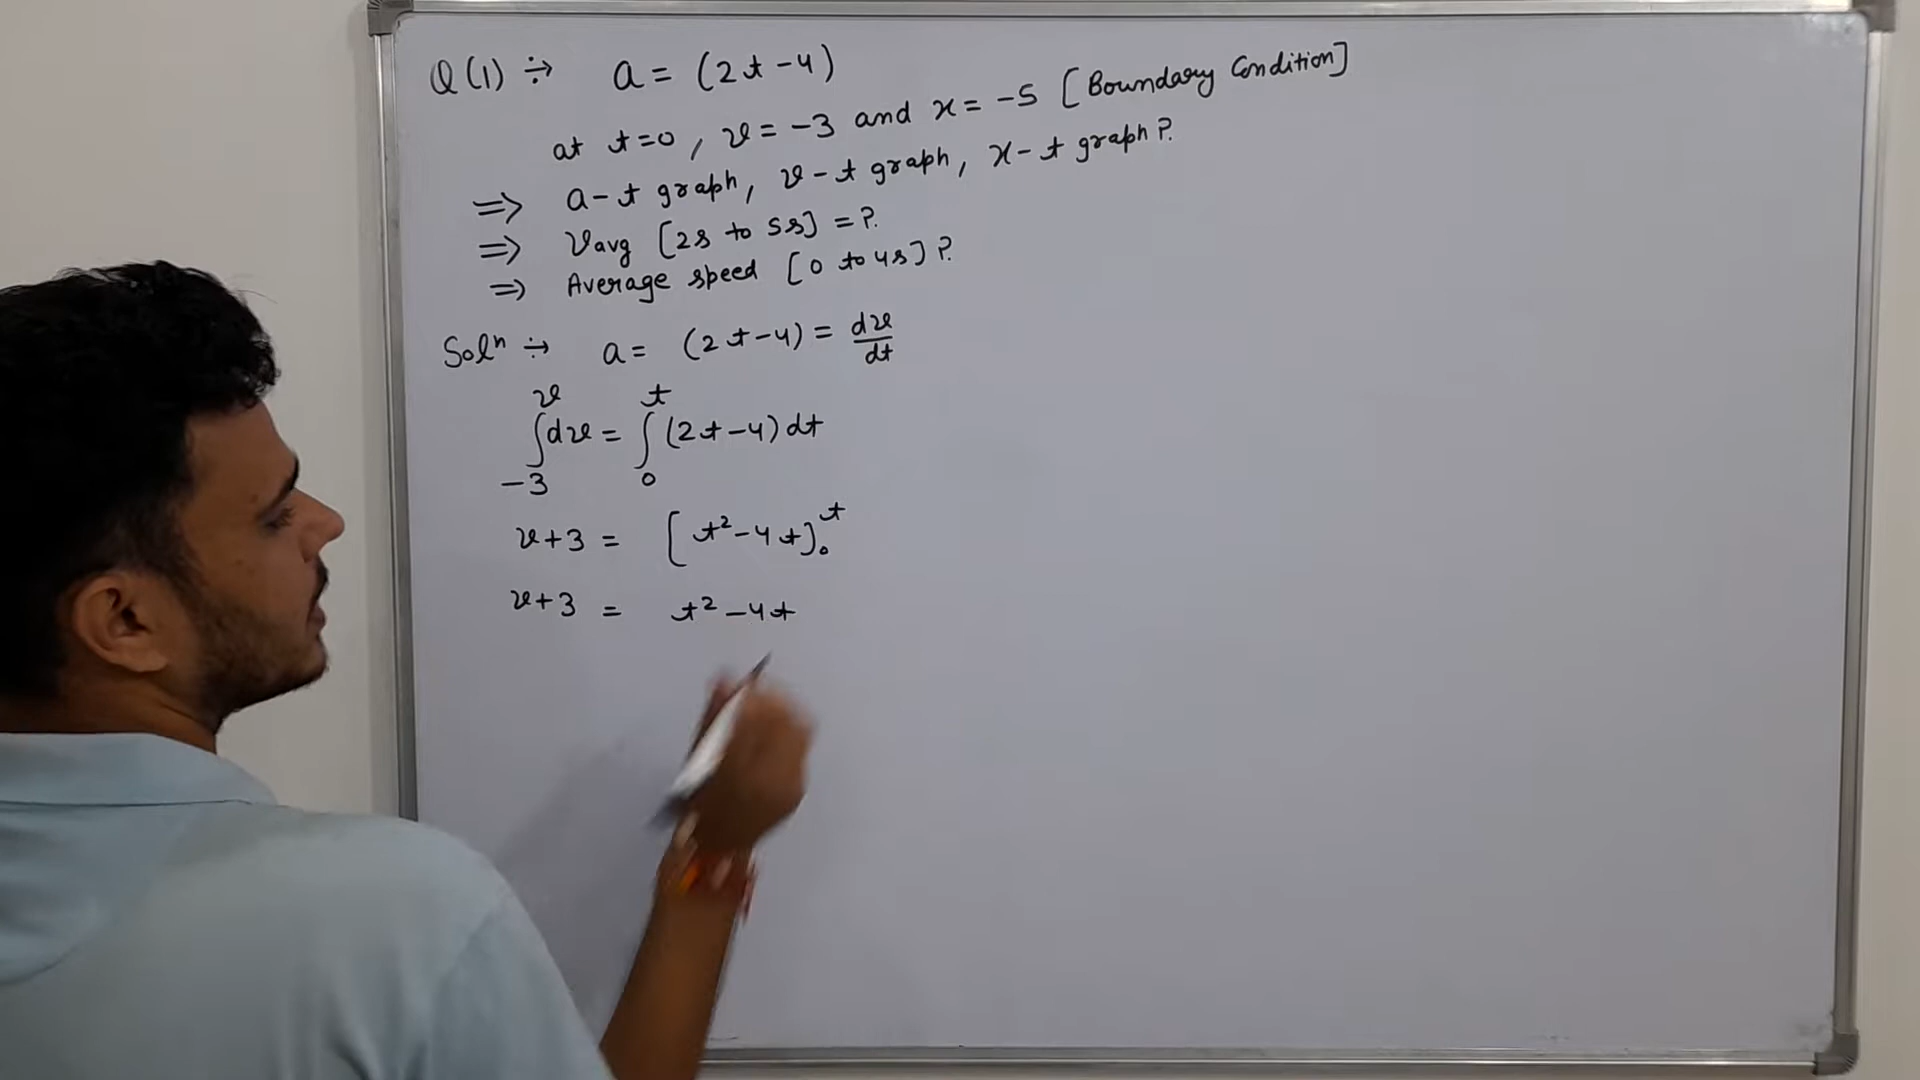 Q(1) ÷→ a = (2t-4)
at t=0, v = -3 and x = -5 [Boundary Condition]
⇒ a-t graph, v-t graph, x-t graph?
⇒ Vavg [2s to 5s] = ?
⇒ Average speed [0 to 4s]?
Solⁿ ÷→ a = (2t-4) = dv/dt
∫₋₃ᵛ dv = ∫₀ᵗ (2t-4) dt
v+3 = [t²-4t]₀ᵗ
v+3 = t²-4t